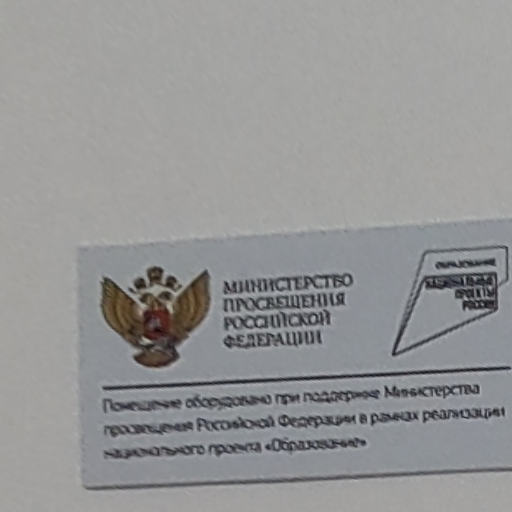 МИНИСТЕРСТВО
ПРОСВЕЩЕНИЯ
РОССИЙСКОЙ
ФЕДЕРАЦИИ
ОБРАЗОВАНИЕ
НАЦИОНАЛЬНЫЕ
ПРОЕКТЫ
РОССИИ
Помещение оборудовано при поддержке Министерства
просвещения Российской Федерации в рамках реализации
национального проекта «Образование»